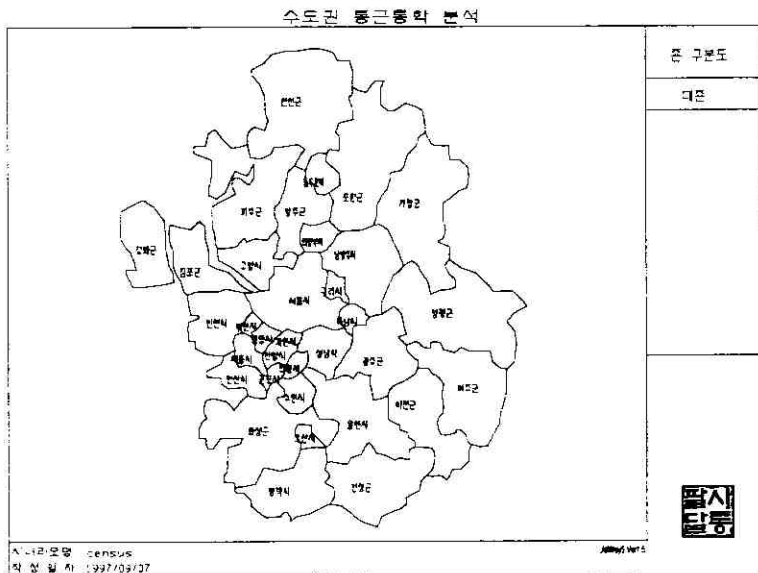 수도권 통근통학 분석
존 구분도
대존
연천군
동두천시
포천군
가평군
파주군
양주군
의정부시
남양주시
강화군
김포군
고양시
서울시
구리시
하남시
양평군
인천시
부천시
광명시
과천시
시흥시
안양시
성남시
광주군
의왕시
안산시
군포시
수원시
용인시
이천군
여주군
화성군
오산시
평택시
안성군
시나리오명 census
작성일자 1997/09/07